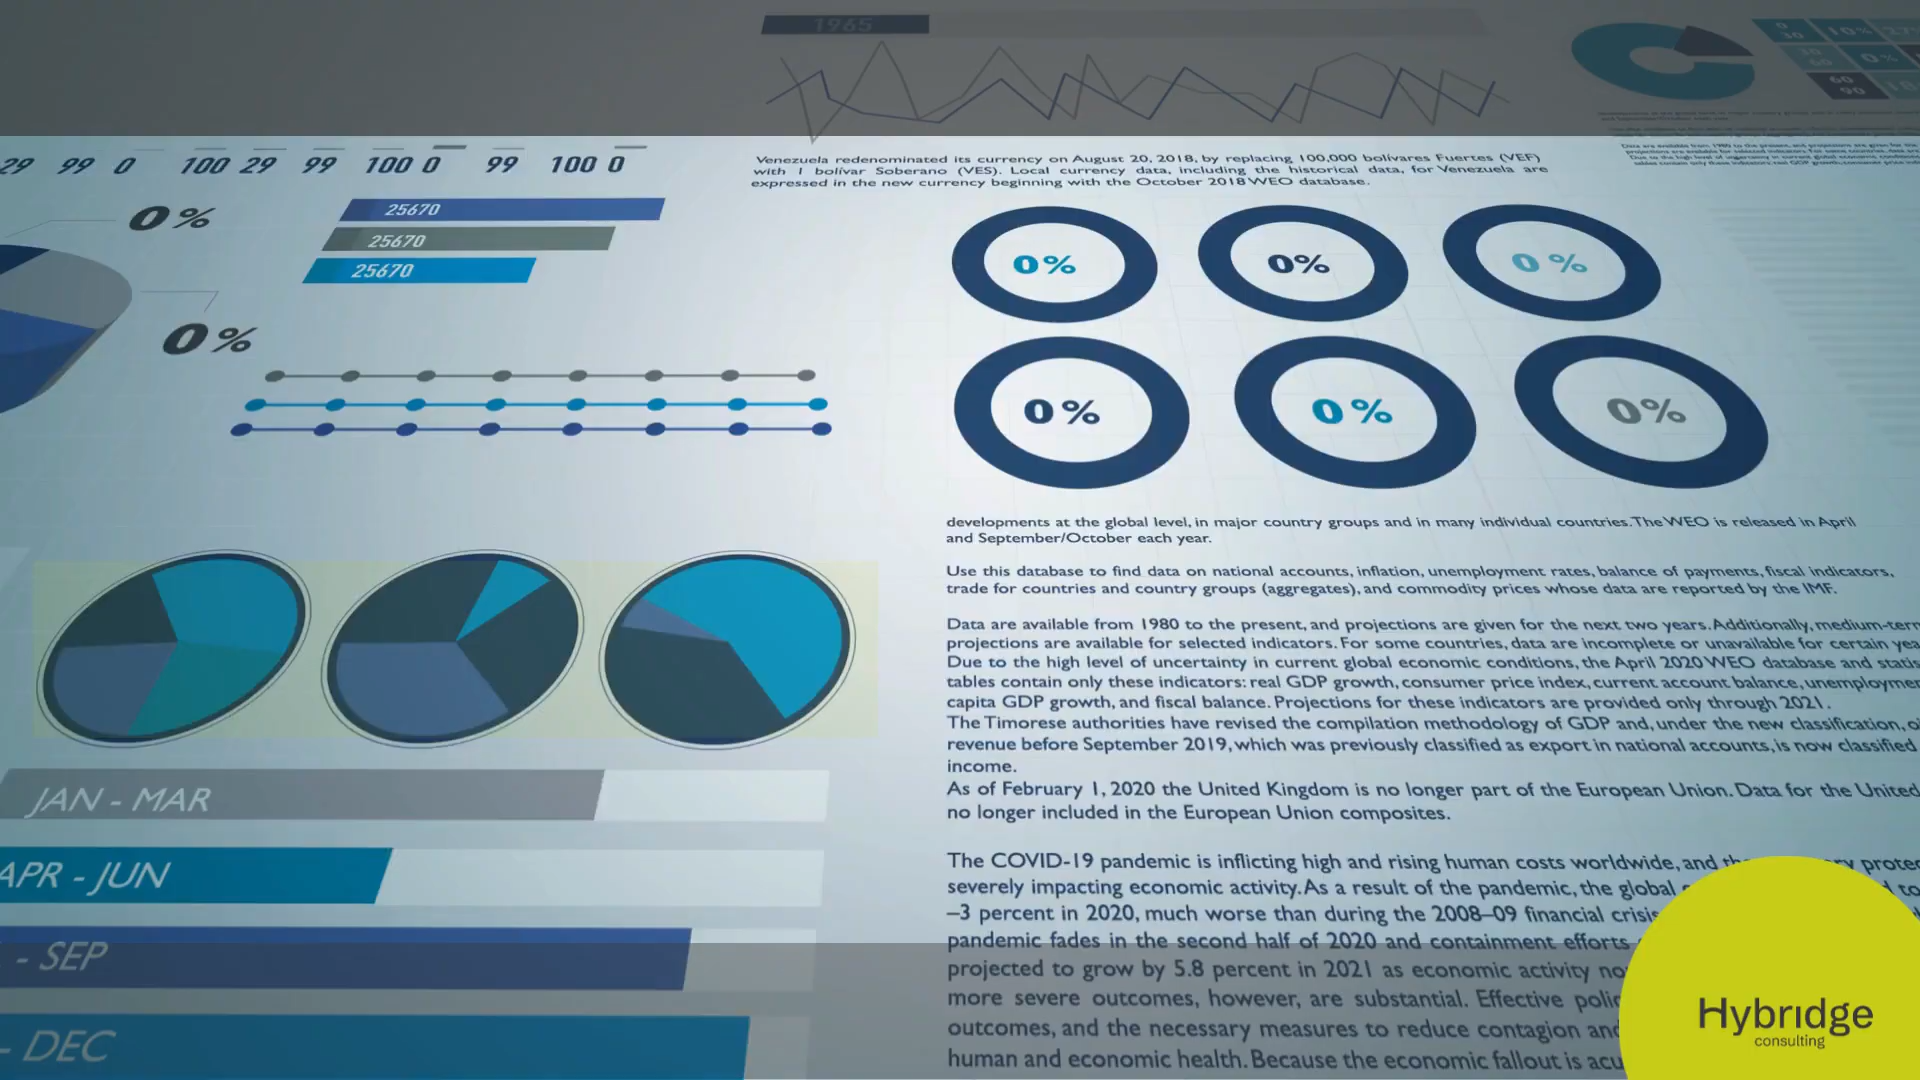 1965
29 99 0 100 29 99 100 0 99 100 0
Venezuela redenominated its currency on August 20, 2018, by replacing 100,000 bolivares Fuertes (VEF)
with 1 bolívar Soberano (VES). Local currency data, including the historical data, for Venezuela are
expressed in the new currency beginning with the October 2018 WEO database.
0%
25670
25670
25670
0%
0% 0% 0%
0% 0% 0%
developments at the global level, in major country groups and in many individual countries. The WEO is released in April
and September/October each year.
Use this database to find data on national accounts, inflation, unemployment rates, balance of payments, fiscal indicators,
trade for countries and country groups (aggregates), and commodity prices whose data are reported by the IMF.
Data are available from 1980 to the present, and projections are given for the next two years. Additionally, medium-term
projections are available for selected indicators. For some countries, data are incomplete or unavailable for certain
Due to the high level of uncertainty in current global economic conditions, the April 2020 WEO database and
tables contain only these indicators: real GDP growth, consumer price index, current account balance,
capita GDP growth, and fiscal balance. Projections for these indicators are provided only through 2021.
The Timorese authorities have revised the compilation methodology of GDP and, under the new classification,
revenue before September 2019, which was previously classified as export in national accounts, is now classified
income.
As of February 1, 2020 the United Kingdom is no longer part of the European Union. Data for the United
no longer included in the European Union composites.
The COVID-19 pandemic is inflicting high and rising human costs worldwide, and
severely impacting economic activity. As a result of the pandemic, the global
–3 percent in 2020, much worse than during the 2008–09 financial crisis
pandemic fades in the second half of 2020 and containment efforts
projected to grow by 5.8 percent in 2021 as economic activity
more severe outcomes, however, are substantial. Effective
outcomes, and the necessary measures to reduce contagion and
human and economic health. Because the economic fallout is
JAN - MAR
APR - JUN
- SEP
- DEC
Hybridge
consulting